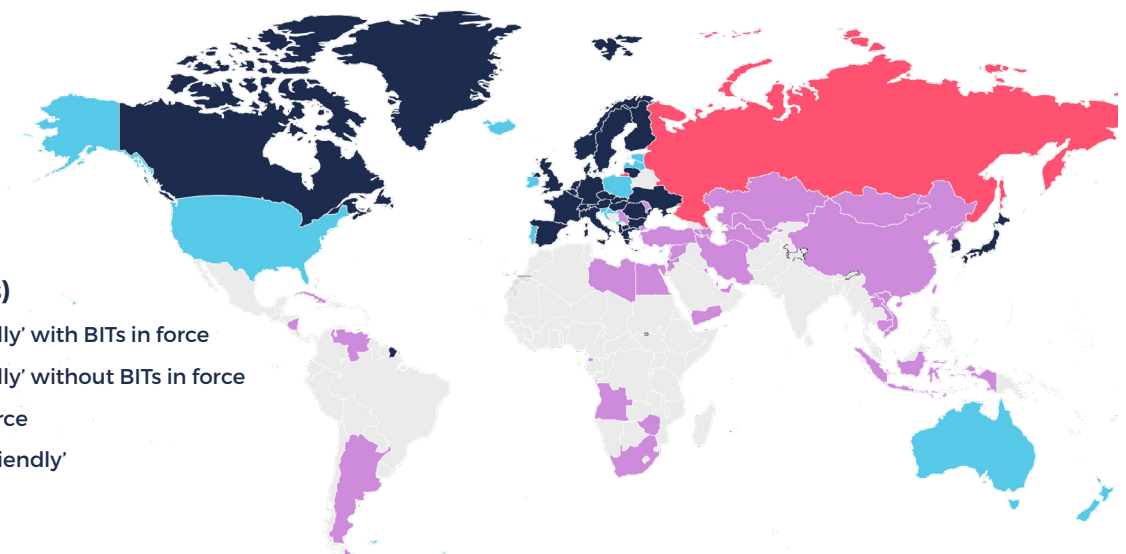 s)
lly’ with BITs in force
lly’ without BITs in force
rce
iendly’